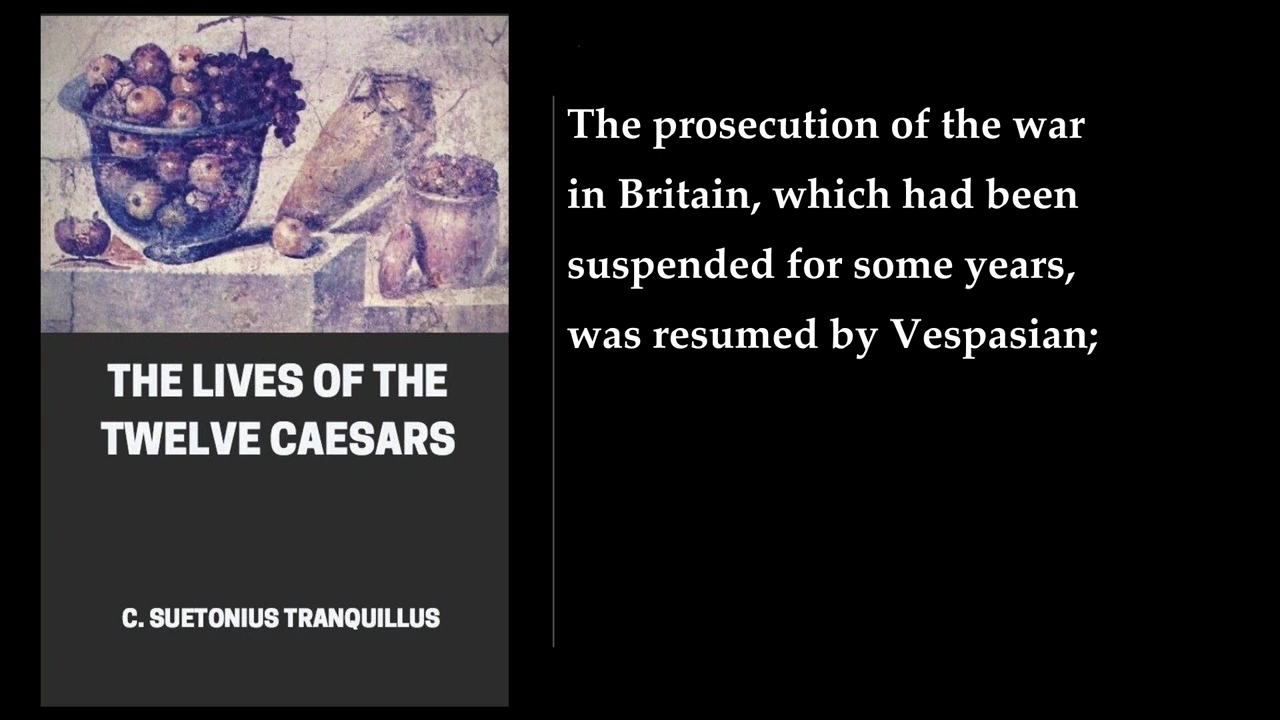 THE LIVES OF THE
TWELVE CAESARS
C. SUETONIUS TRANQUILLUS
The prosecution of the war
in Britain, which had been
suspended for some years,
was resumed by Vespasian;